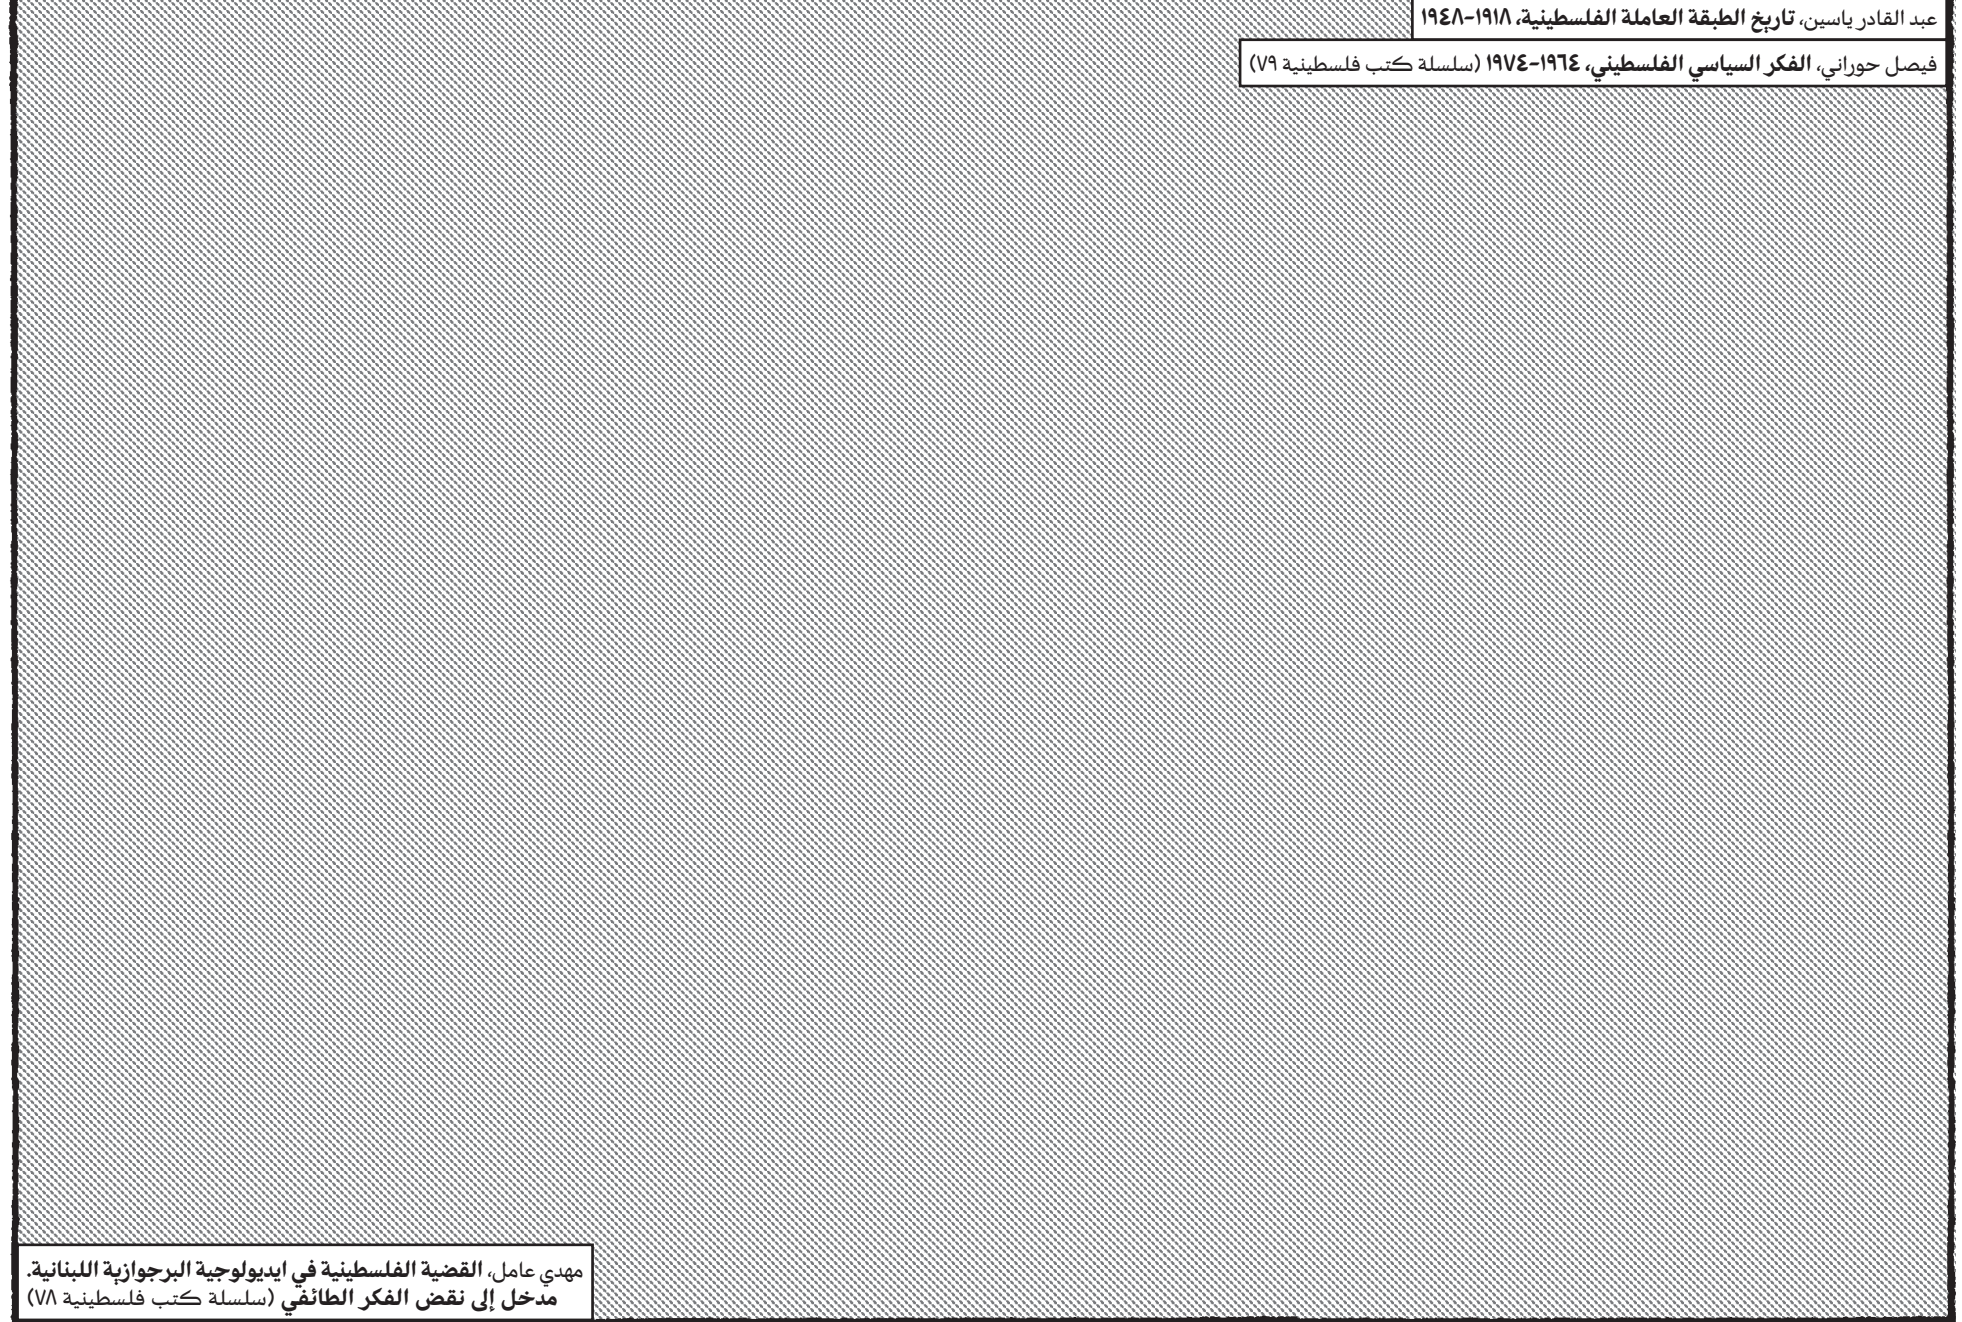 عبد القادر ياسين، تاريخ الطبقة العاملة الفلسطينية، ١٩١٨-١٩٤٨
فيصل حوراني، الفكر السياسي الفلسطيني، ١٩٦٤-١٩٧٤ (سلسلة كتب فلسطينية ٧٩)
مهدي عامل، القضية الفلسطينية في ايديولوجية البرجوازية اللبنانية.
مدخل إلى نقض الفكر الطائفي (سلسلة كتب فلسطينية ٧٨)